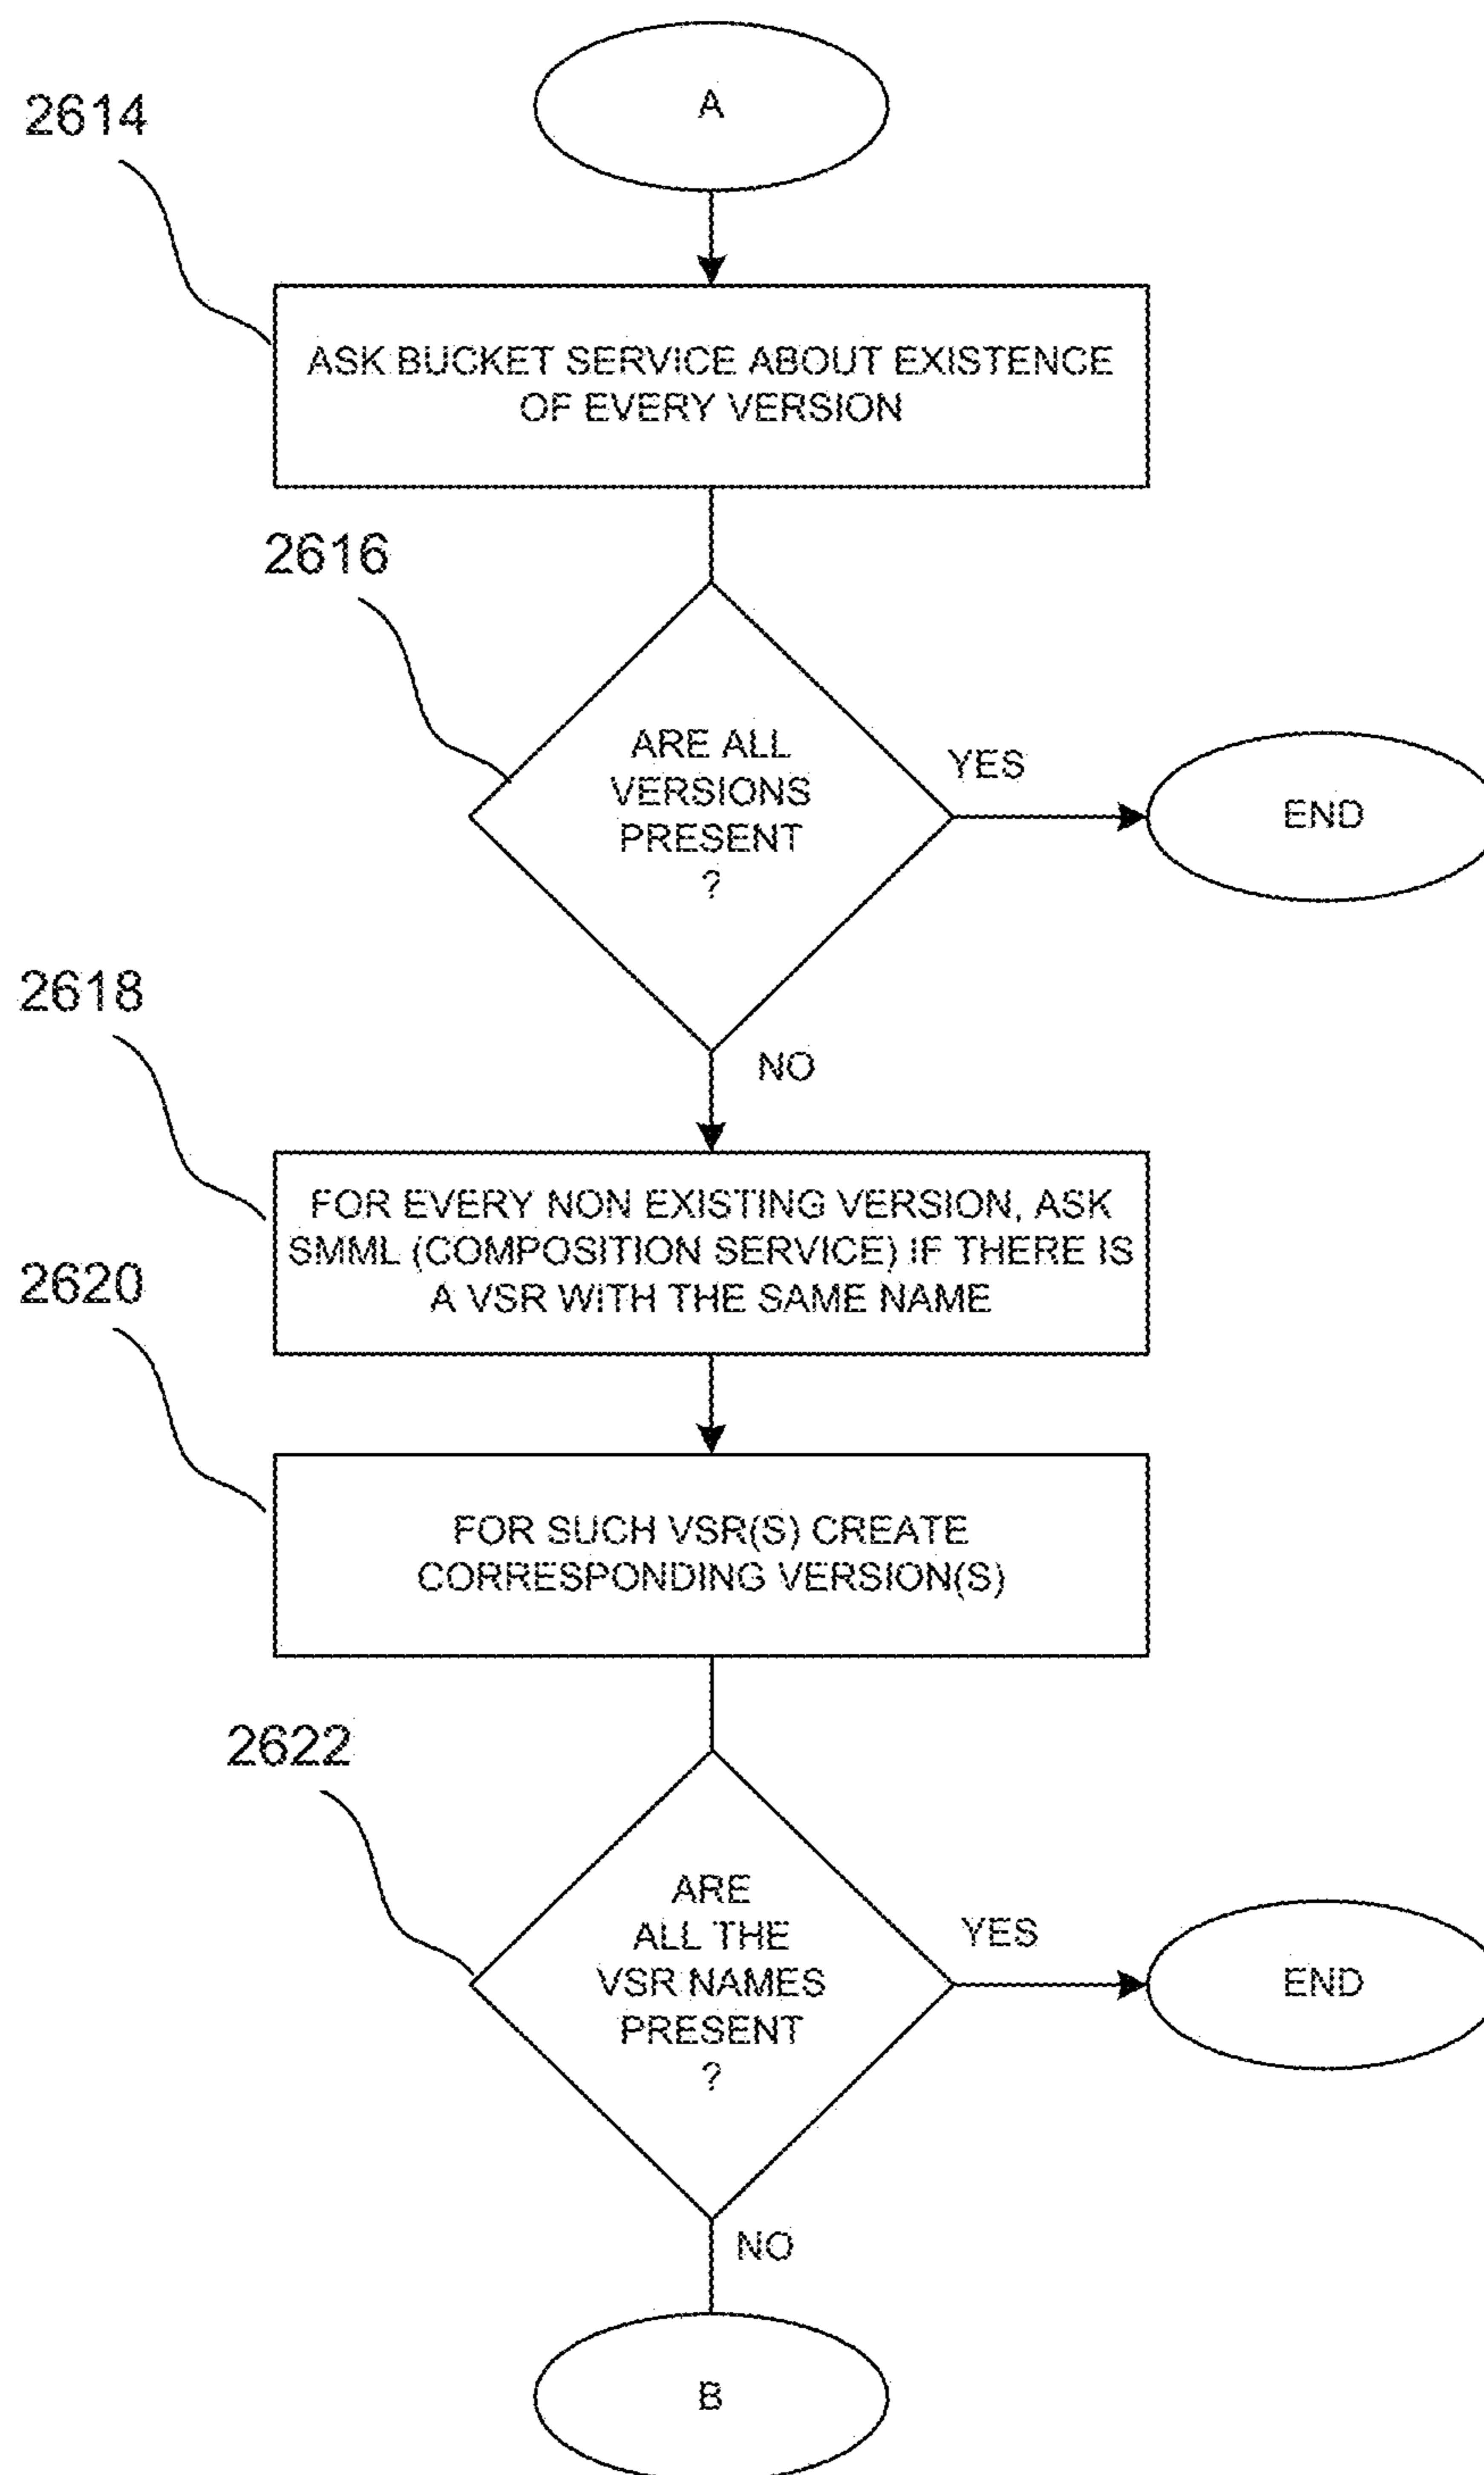 A
2614
ASK BUCKET SERVICE ABOUT EXISTENCE
OF EVERY VERSION
2616
ARE ALL
VERSIONS
PRESENT
?
YES
END
NO
2618
FOR EVERY NON EXISTING VERSION, ASK
SMML (COMPOSITION SERVICE) IF THERE IS
A VSR WITH THE SAME NAME
2620
FOR SUCH VSR(S) CREATE
CORRESPONDING VERSION(S)
2622
ARE
ALL THE
VSR NAMES
PRESENT
?
YES
END
NO
B